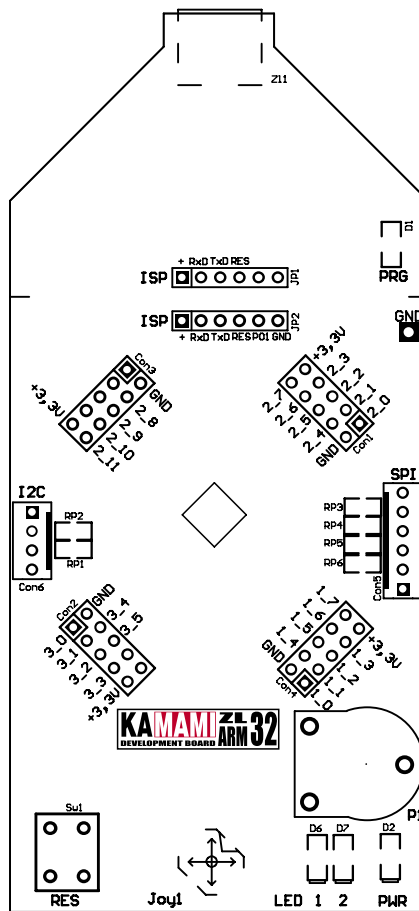 Z11
D1
PRG
+ RxD TxD RES
ISP
JP1
ISP
JP2
+ RxD TxD RES P01 GND
GND
Con3
+3,3V
GND
2_8
2_9
2_10
2_11
+3,3V
2_3
2_2
2_1
2_0
2_7
2_6
2_5
2_4
GND
Con1
I2C
RP2
RP1
Con6
SPI
RP3
RP4
RP5
RP6
Con5
Con2
GND
3_4
3_5
3_0
3_1
3_2
3_3
+3,3V
1_7
1_6
1_5
1_4
GND
+3,3V
1_3
1_2
1_1
1_0
Con4
KAMAMI ZL
DEVELOPMENT BOARD ARM 32
P1
Sw1
RES
Joy1
D6 D7 D2
LED 1 2 PWR